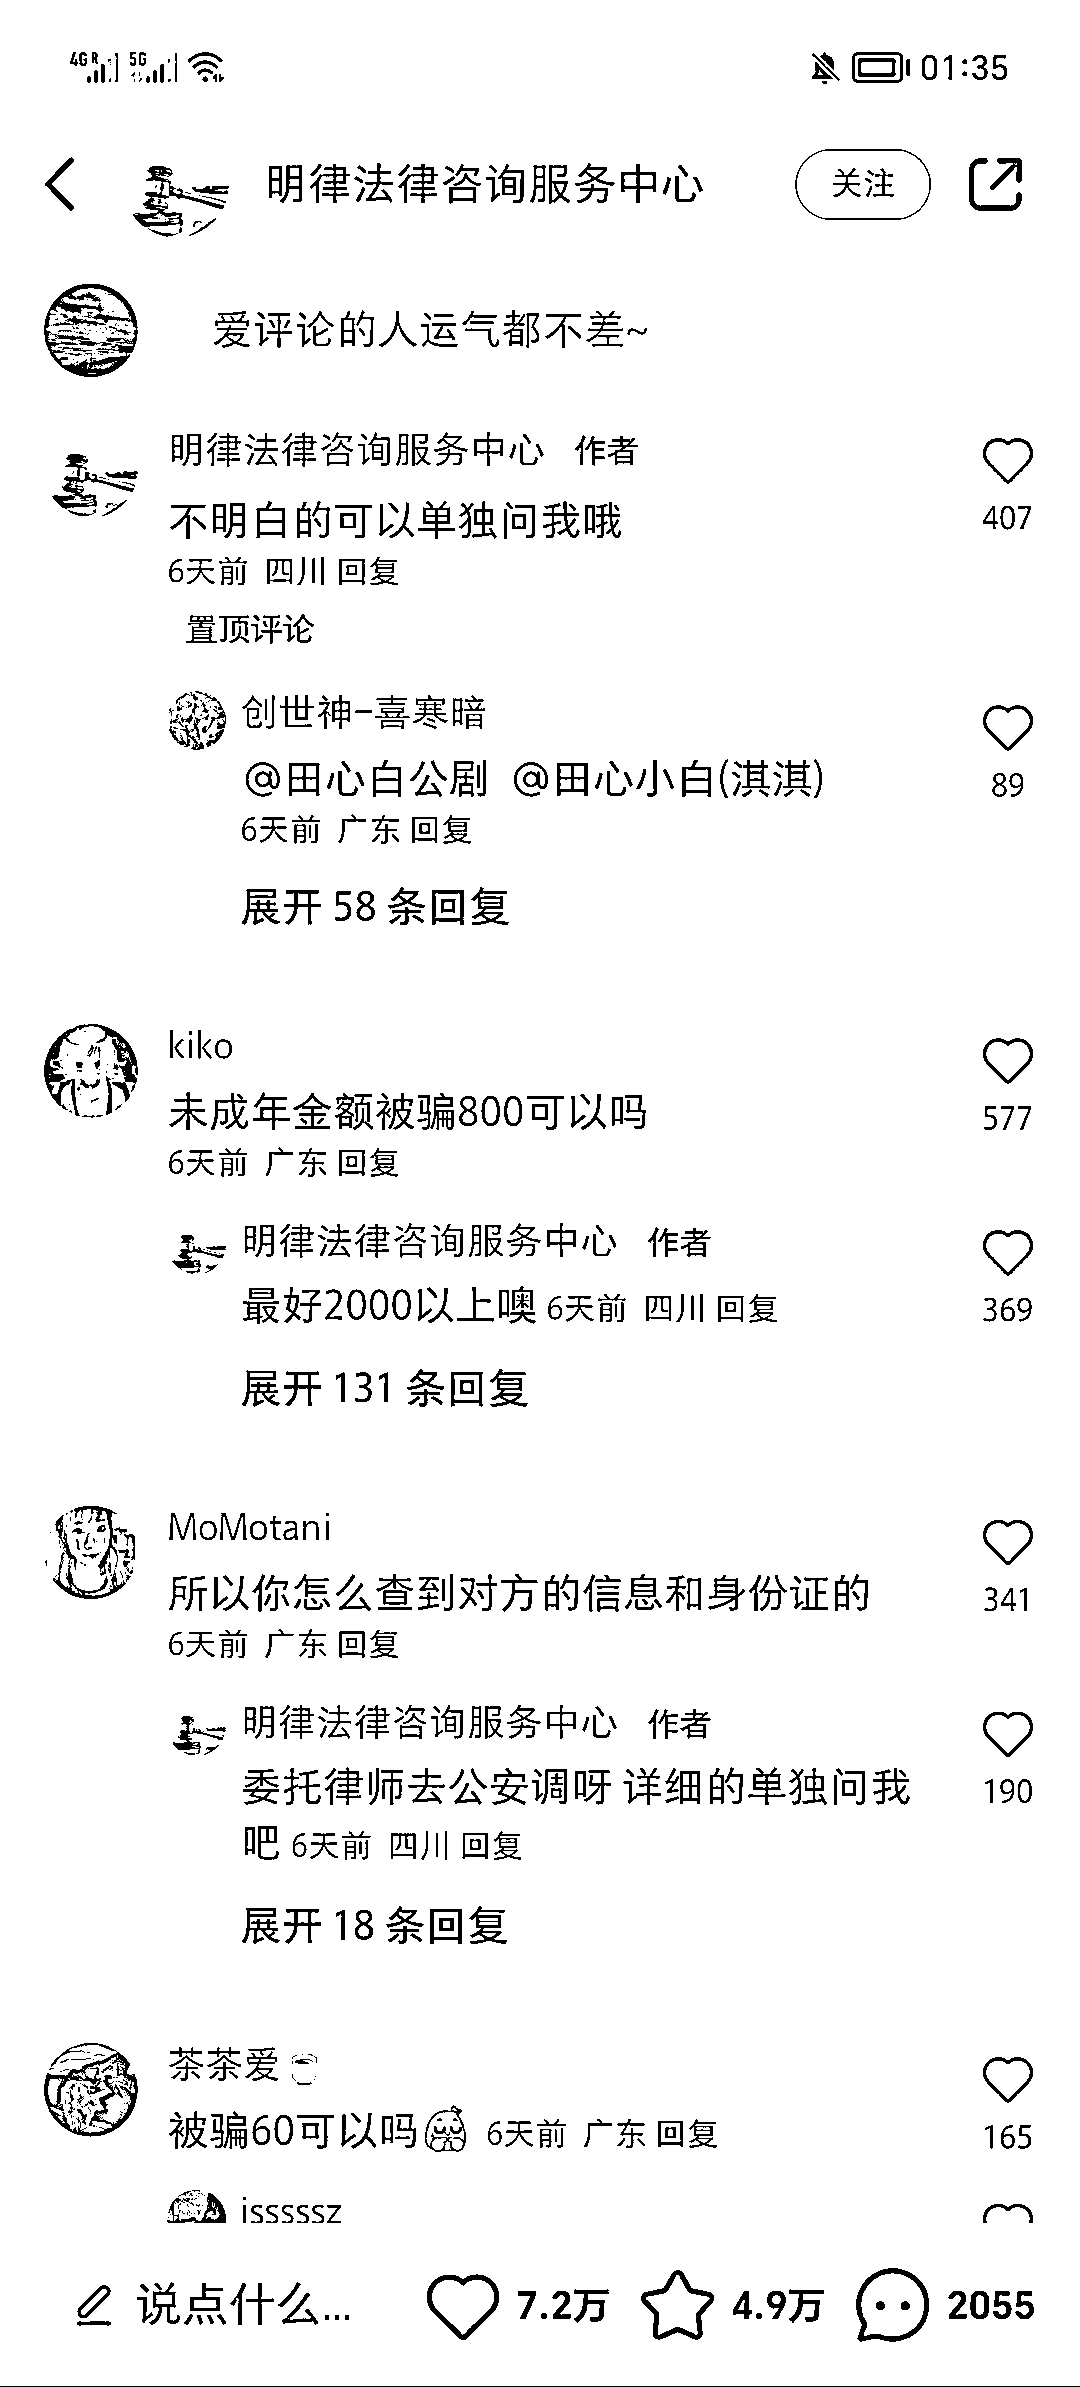 4G R 5G 01:35
明律法律咨询服务中心 关注
爱评论的人运气都不差~
明律法律咨询服务中心 作者
不明白的可以单独问我哦
407
6天前 四川 回复
置顶评论
创世神-喜寒暗
@田心白公剧 @田心小白(淇淇)
89
6天前 广东 回复
展开 58 条回复
kiko
未成年金额被骗800可以吗
577
6天前 广东 回复
明律法律咨询服务中心 作者
最好2000以上噢 6天前 四川 回复
369
展开 131 条回复
MoMotani
所以你怎么查到对方的信息和身份证的
341
6天前 广东 回复
明律法律咨询服务中心 作者
委托律师去公安调呀 详细的单独问我
190
吧 6天前 四川 回复
展开 18 条回复
茶茶爱
被骗60可以吗 6天前 广东 回复
165
isssssz
说点什么... 7.2万 4.9万 2055